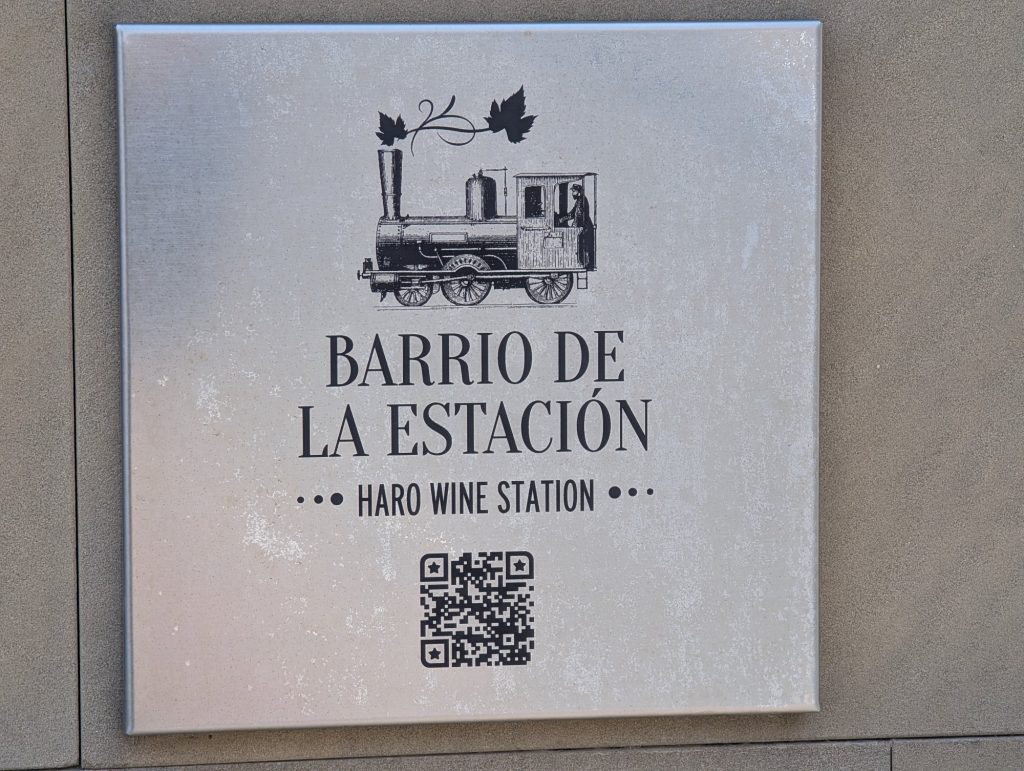 BARRIO DE
LA ESTACIÓN
HARO WINE STATION